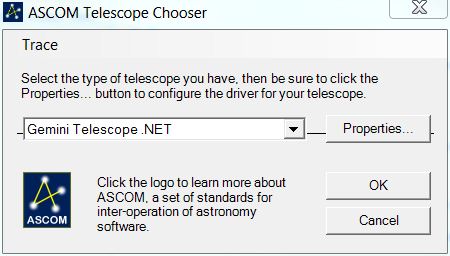 ASCOM Telescope Chooser
Trace
Select the type of telescope you have, then be sure to click the
Properties... button to configure the driver for your telescope.
Gemini Telescope .NET
Properties...
Click the logo to learn more about
ASCOM, a set of standards for
inter-operation of astronomy
software.
ASCOM
OK
Cancel